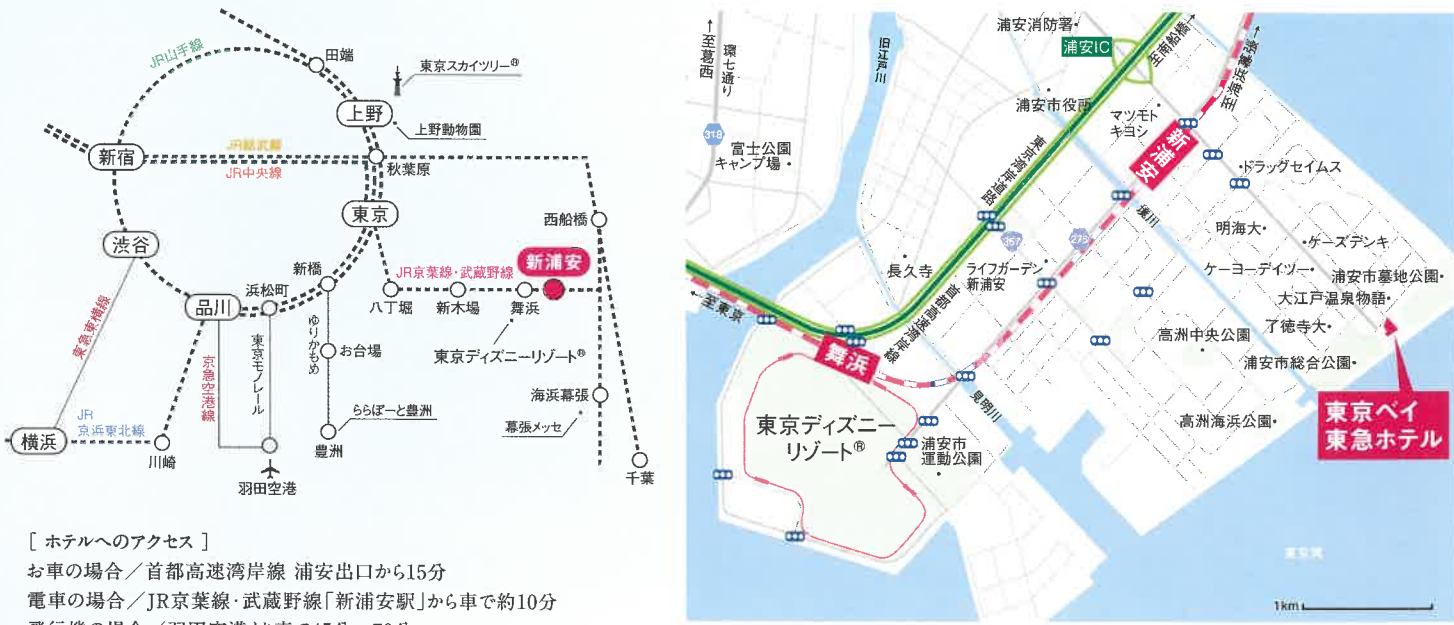 JR山手線
田端
東京スカイツリー®
上野
上野動物園
新宿
JR総武線
JR中央線
秋葉原
東京
西船橋
渋谷
新橋
JR京葉線・武蔵野線
新浦安
浜松町
品川
八丁堀
新木場
舞浜
東急東横線
京急空港線
東京モノレール
ゆりかもめ
お台場
東京ディズニーリゾート®
海浜幕張
幕張メッセ
ららぽーと豊洲
JR
京浜東北線
横浜
川崎
羽田空港
豊洲
千葉
[ ホテルへのアクセス ]
お車の場合/首都高速湾岸線 浦安出口から15分
電車の場合/JR京葉線・武蔵野線「新浦安駅」から車で約10分
↑至葛西
環七通り
旧江戸川
浦安消防署
浦安IC
至南船橋
至海浜幕張→
浦安市役所
マツモト
キヨシ
318
富士公園
キャンプ場
東京湾岸道路
新浦安
ドラッグセイムス
境川
明海大
ケーズデンキ
357
276
長久寺
ライフガーデン
新浦安
ケーヨーデイツー
浦安市墓地公園
大江戸温泉物語
←至東京
首都高速湾岸線
高洲中央公園
了徳寺大
舞浜
浦安市総合公園
見明川
東京ディズニー
リゾート®
浦安市
運動公園
高洲海浜公園
東京ベイ
東急ホテル
東京湾
1km